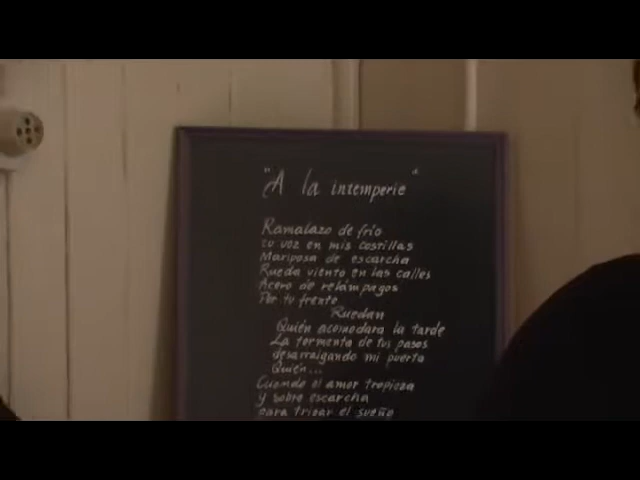 "A la intemperie"
Ramalazo de frío
tu voz en mis costillas
Mariposa de escarcha
Rueda viento en las calles
Acero de relámpagos
Por tu frente
Ruedan
Quién acomodara la tarde
La tormenta de tus pasos
desarraigando mi puerta
Quién...
Cuando el amor tropieza
y sobre escarcha
para trizar el sueño